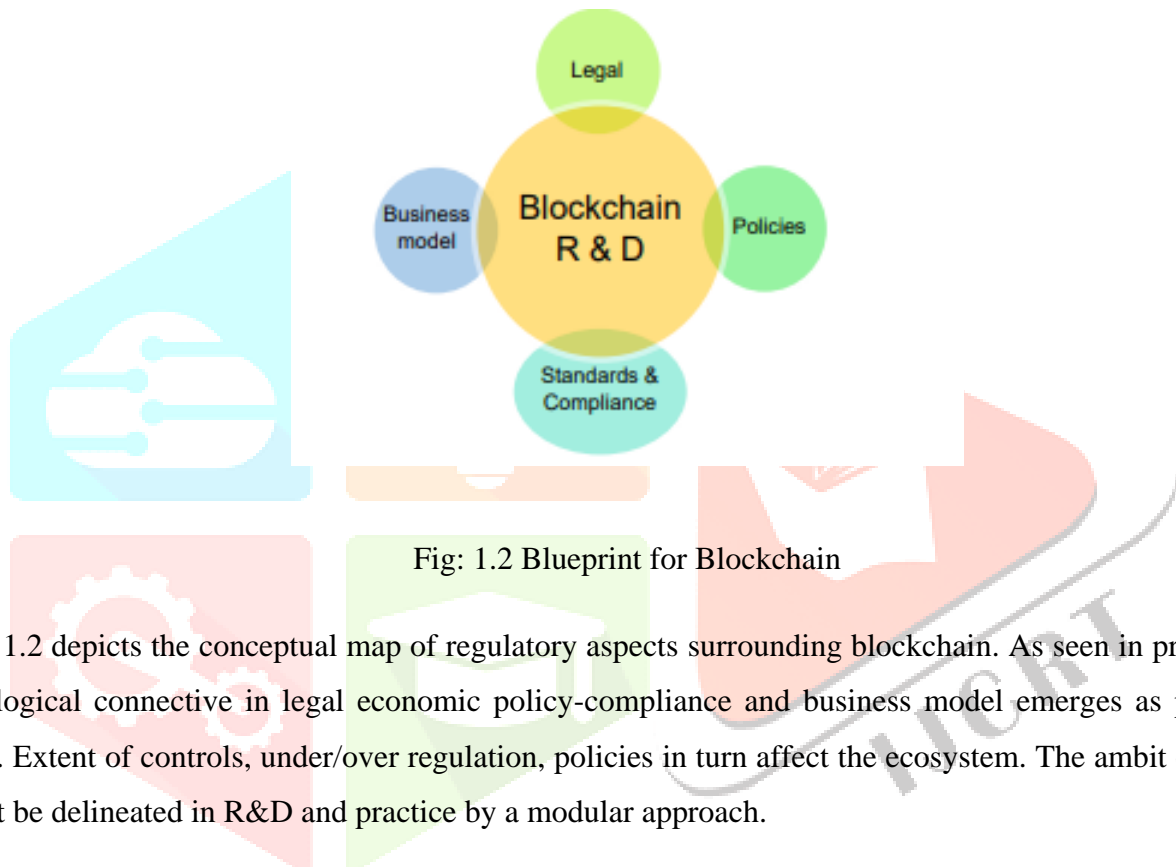 Legal
Business
model
Blockchain
R & D
Policies
Standards &
Compliance
Fig: 1.2 Blueprint for Blockchain
1.2 depicts the conceptual map of regulatory aspects surrounding blockchain. As seen in pr
logical connective in legal economic policy-compliance and business model emerges as
. Extent of controls, under/over regulation, policies in turn affect the ecosystem. The ambit
be delineated in R&D and practice by a modular approach.
IJCRT